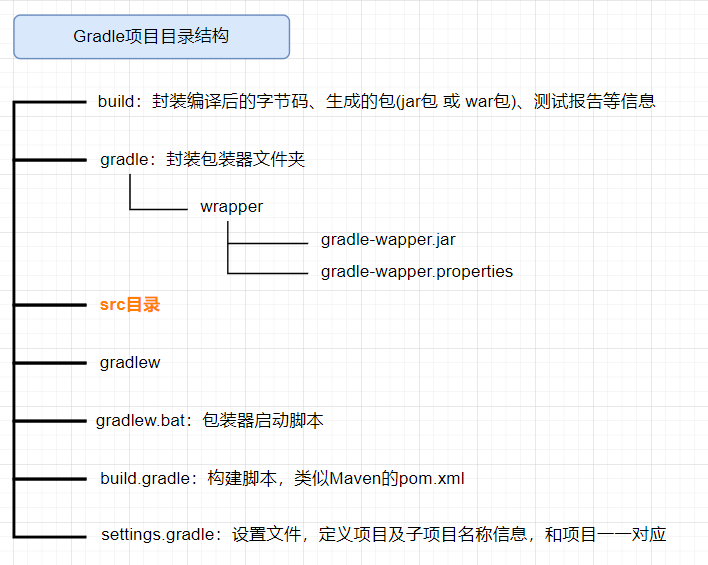 Gradle项目目录结构
build：封装编译后的字节码、生成的包(jar包 或 war包)、测试报告等信息
gradle：封装包装器文件夹
wrapper
gradle-wapper.jar
gradle-wapper.properties
src目录
gradlew
gradlew.bat：包装器启动脚本
build.gradle：构建脚本，类似Maven的pom.xml
settings.gradle：设置文件，定义项目及子项目名称信息，和项目一一对应